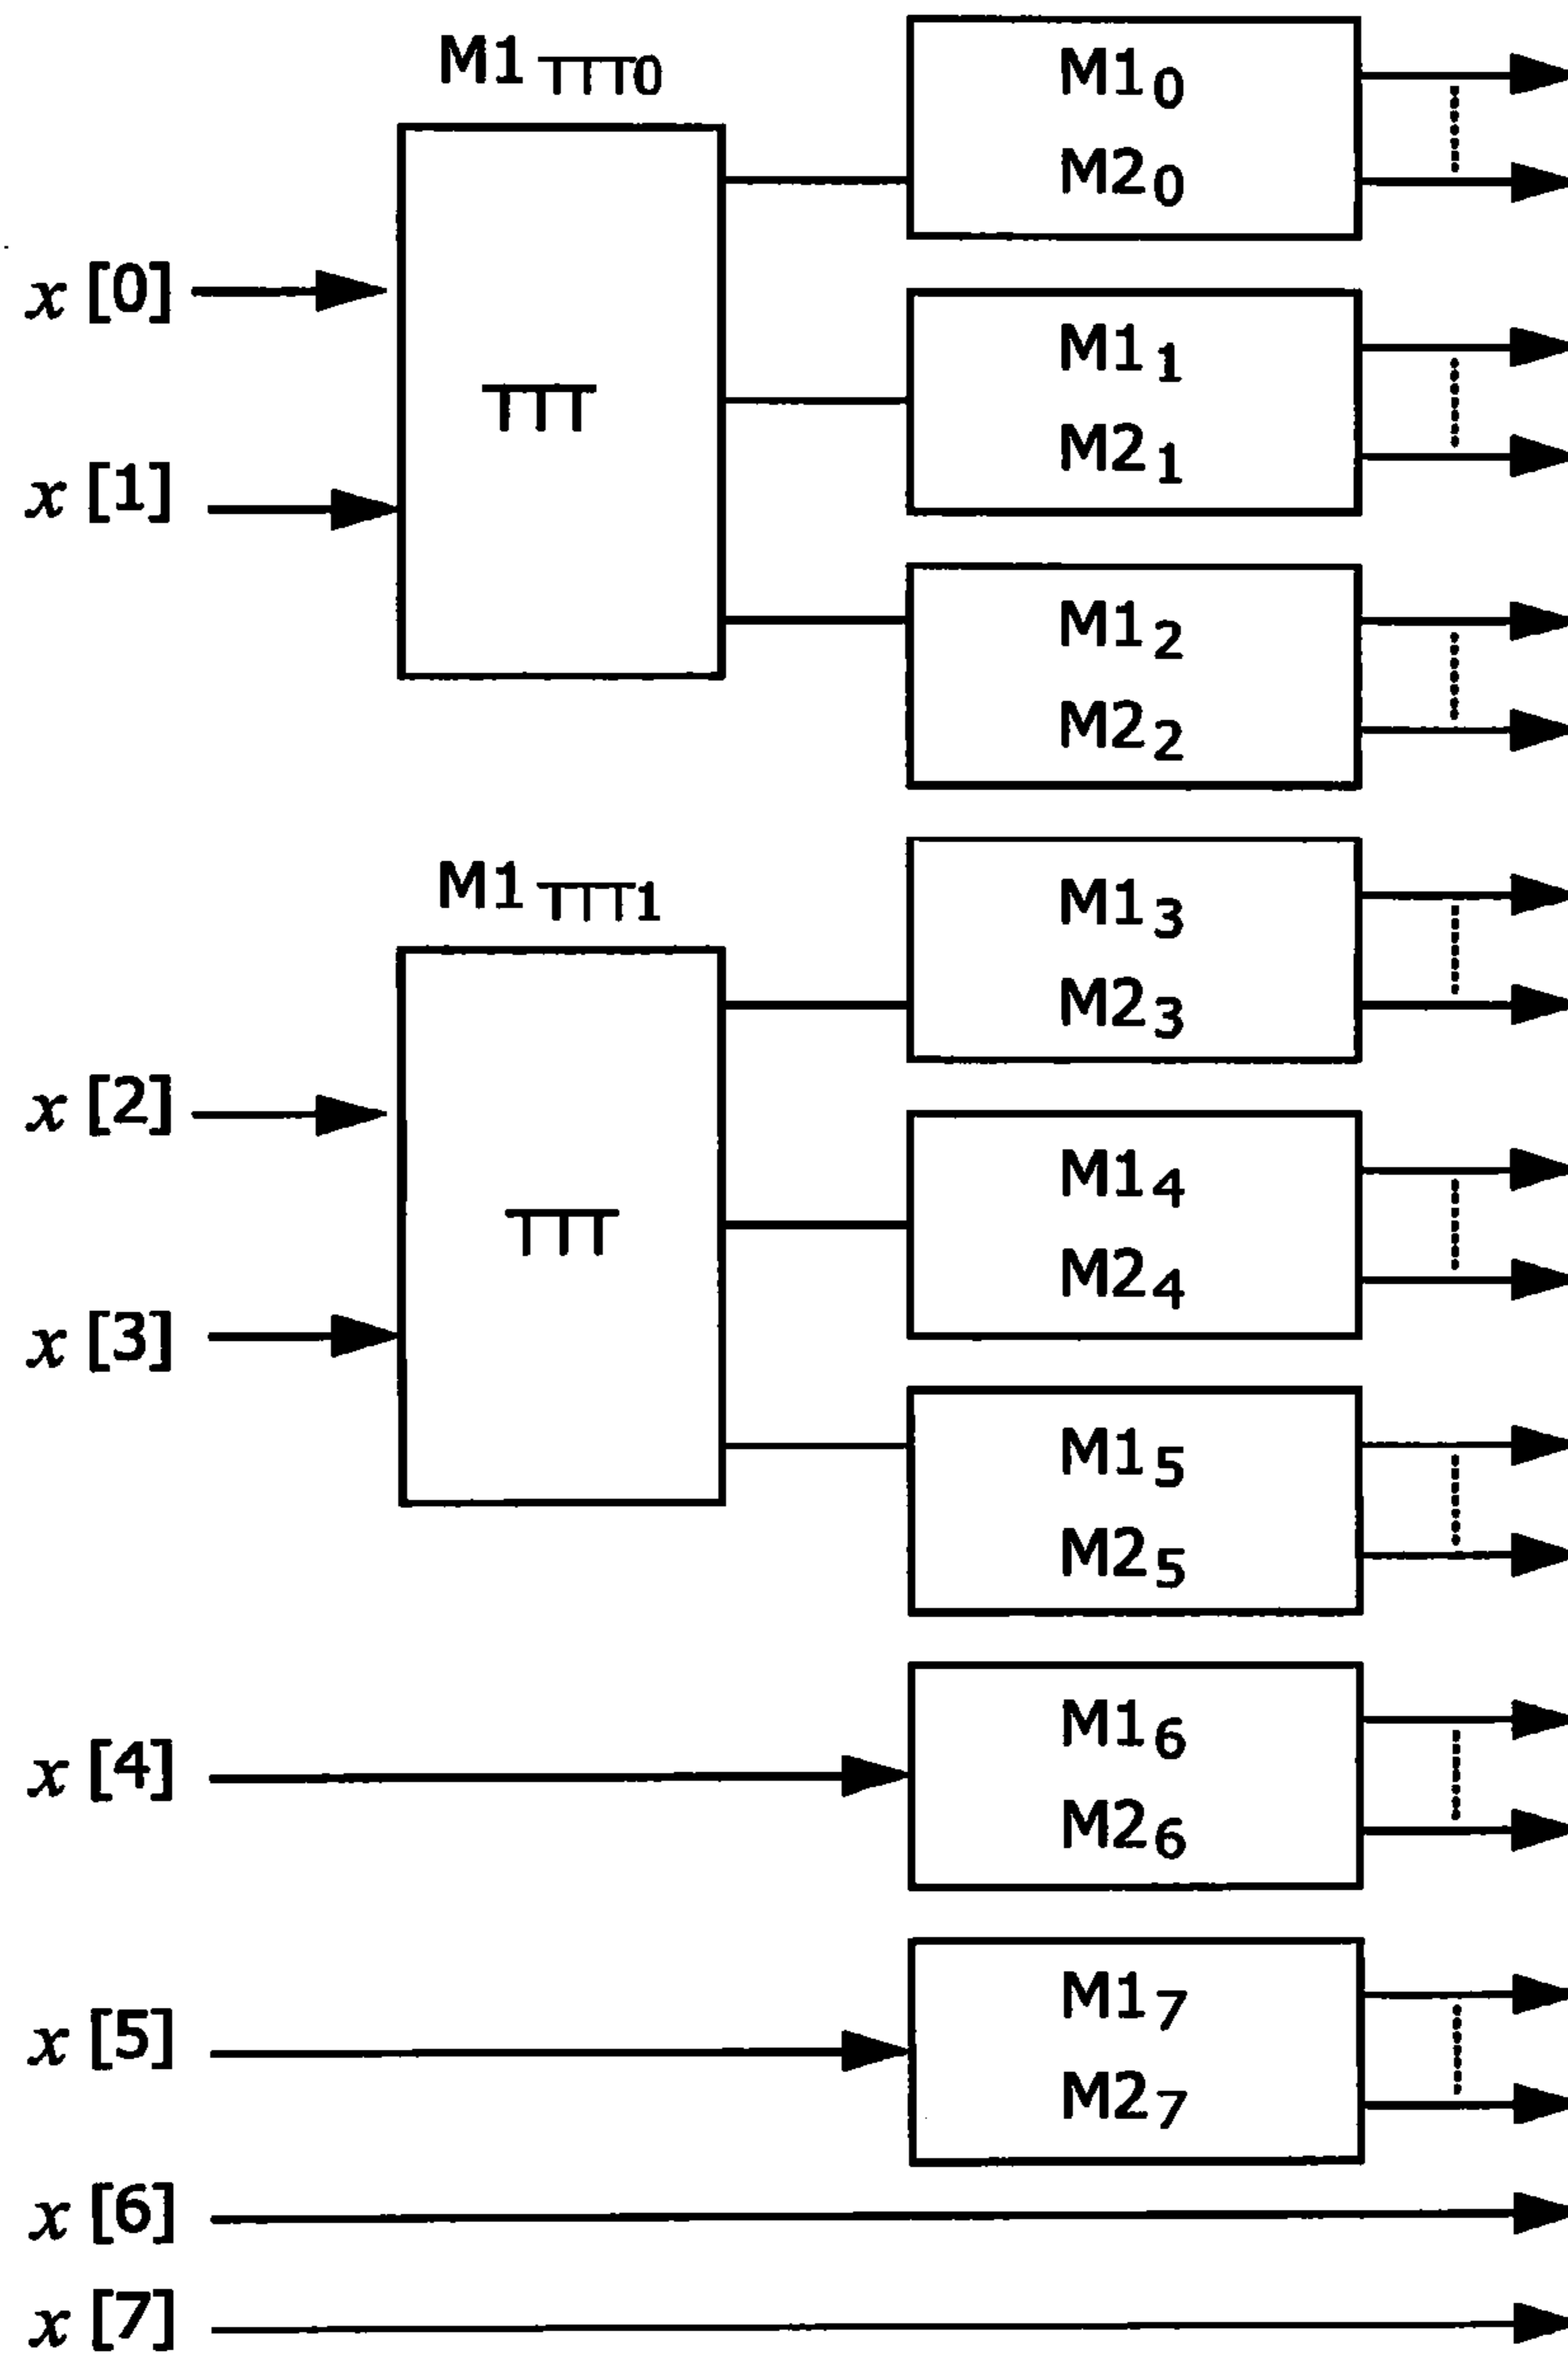 M1TTT0
M10
M20
x [0]
M11
M21
TTT
x [1]
M12
M22
M1TTT1
M13
M23
x [2]
M14
M24
TTT
x [3]
M15
M25
x [4]
M16
M26
x [5]
M17
M27
x [6]
x [7]